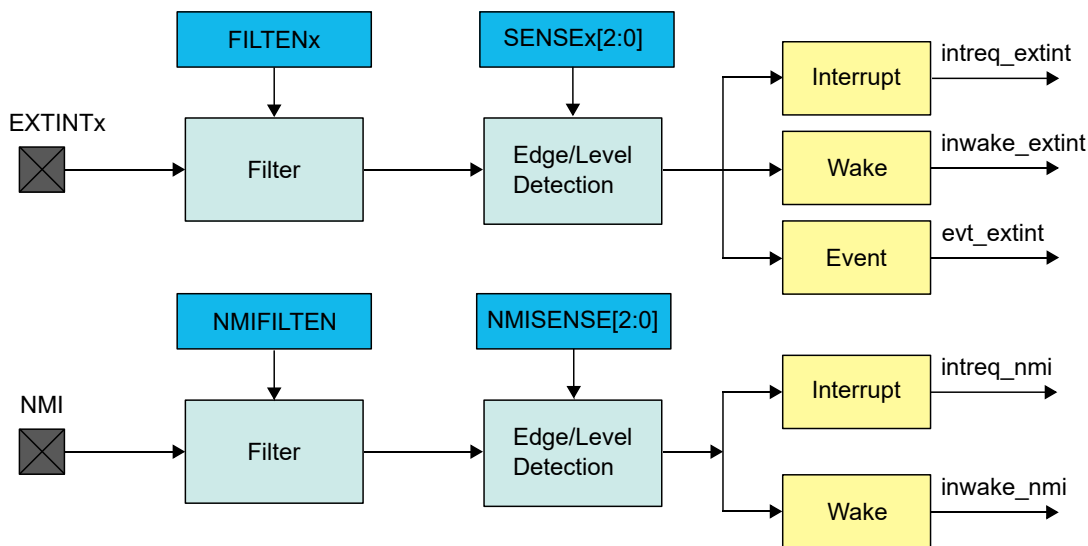 FILTENx
SENSEx[2:0]
intreq_extint
Interrupt
EXTINTx
Filter
Edge/Level
Detection
inwake_extint
Wake
evt_extint
Event
NMIFILTEN
NMISENSE[2:0]
intreq_nmi
Interrupt
NMI
Filter
Edge/Level
Detection
inwake_nmi
Wake